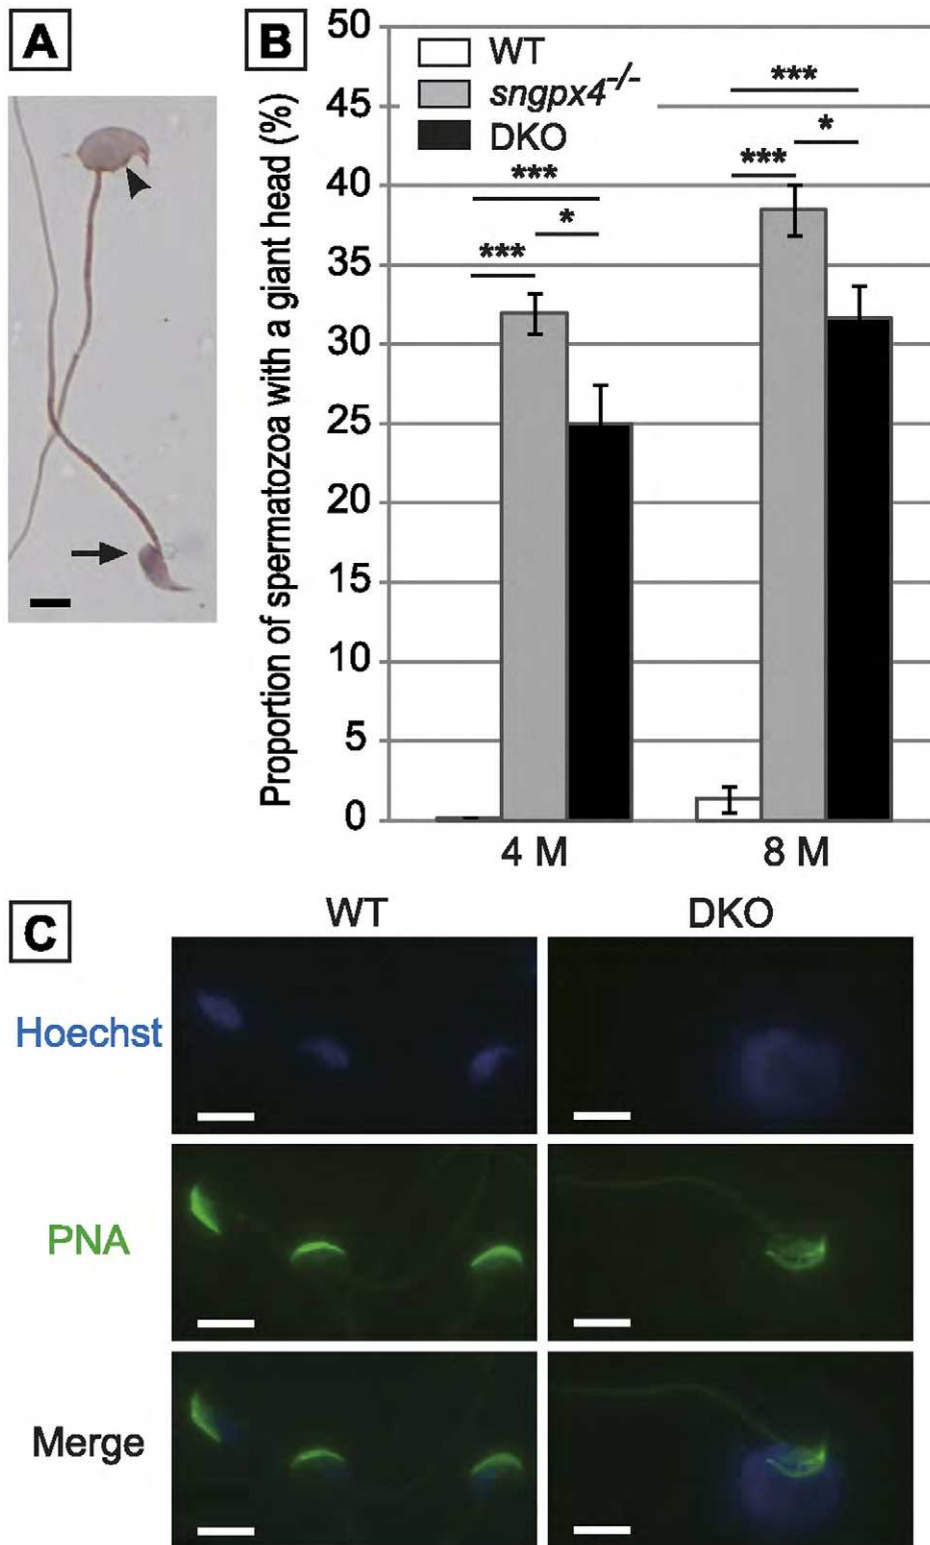 A
B
Proportion of spermatozoa with a giant head (%)
50
45
40
35
30
25
20
15
10
5
0
WT
sngpx4-/-
DKO
***
*
***
***
*
***
4 M
8 M
C
WT
DKO
Hoechst
PNA
Merge